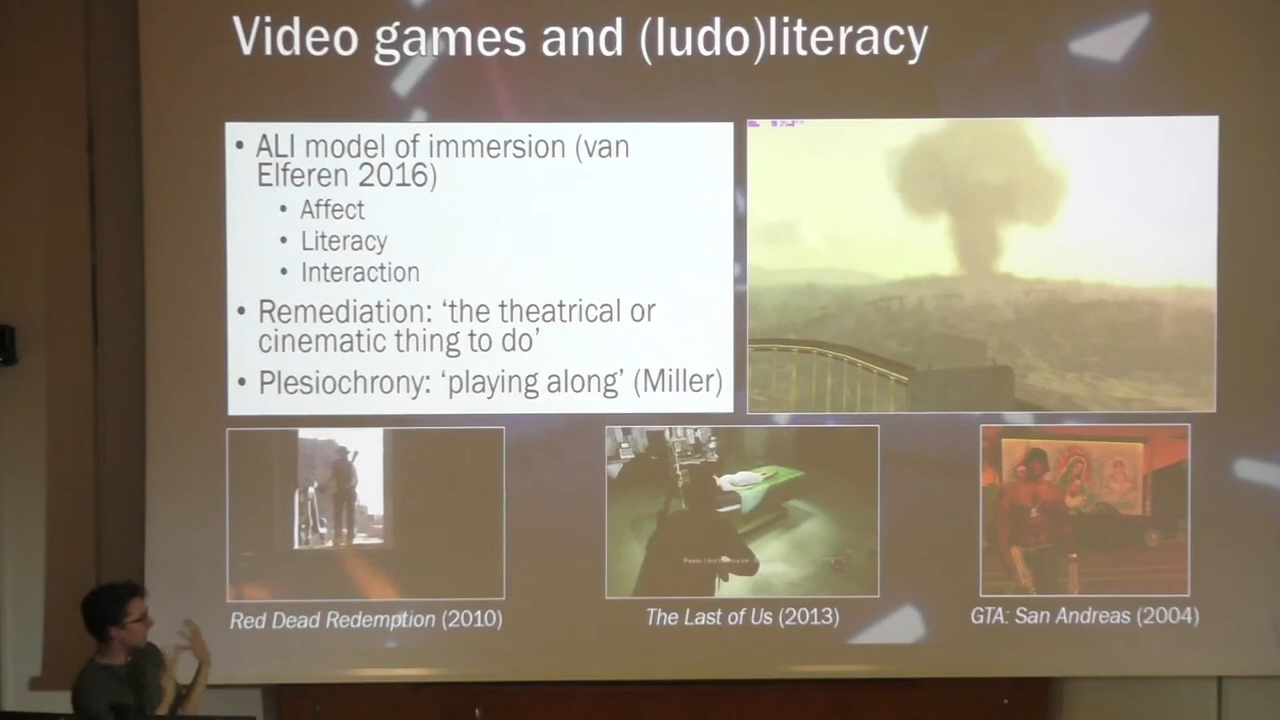 Video games and (ludo)literacy
• ALI model of immersion (van
Elferen 2016)
• Affect
• Literacy
• Interaction
• Remediation: ‘the theatrical or
cinematic thing to do’
• Plesiochrony: ‘playing along’ (Miller)
Red Dead Redemption (2010)
The Last of Us (2013)
GTA: San Andreas (2004)